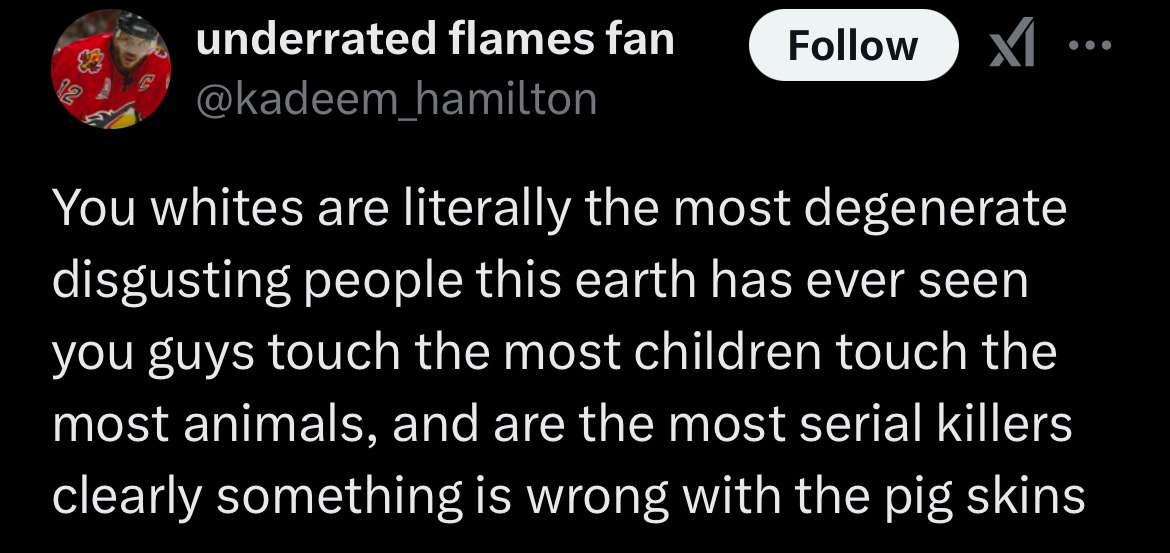 underrated flames fan
@kadeem_hamilton
Follow
You whites are literally the most degenerate
disgusting people this earth has ever seen
you guys touch the most children touch the
most animals, and are the most serial killers
clearly something is wrong with the pig skins
12
C